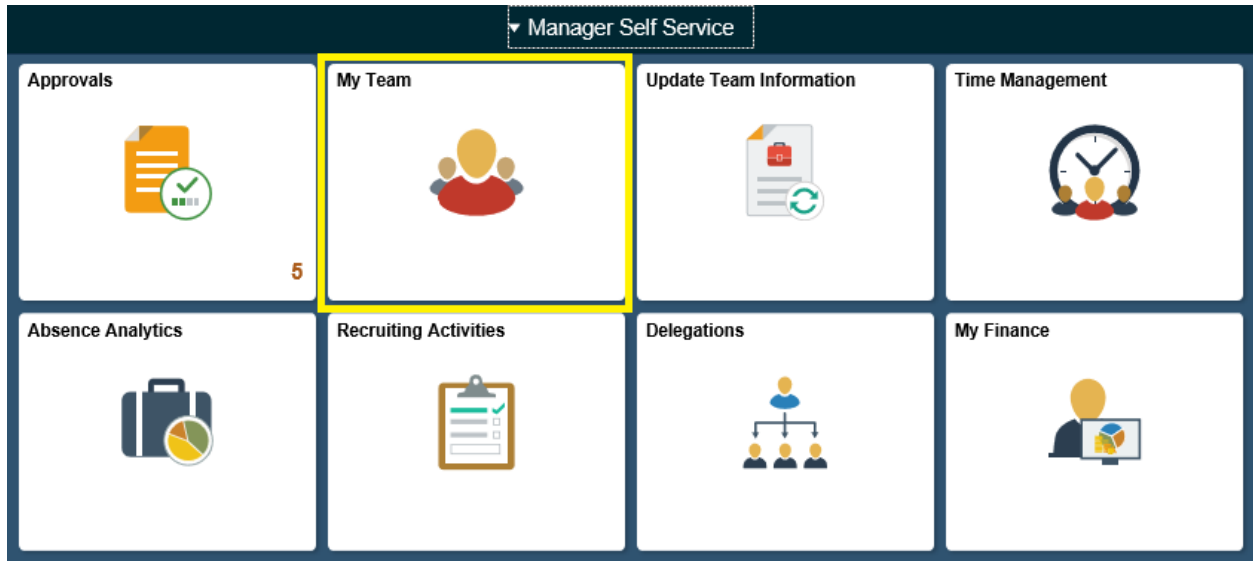 Manager Self Service
Approvals
5
My Team
Update Team Information
Time Management
Absence Analytics
Recruiting Activities
Delegations
My Finance